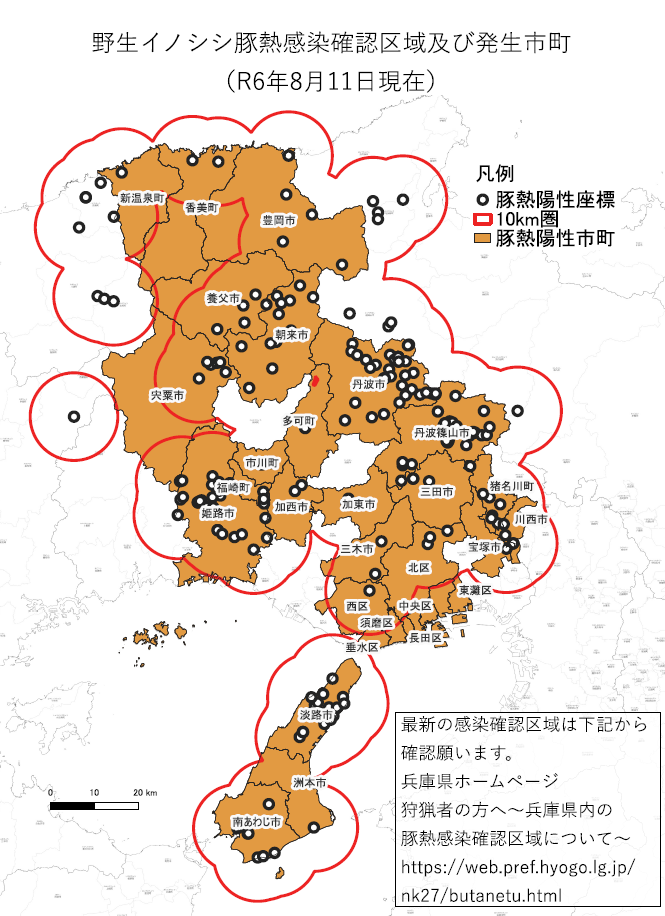 野生イノシシ豚熱感染確認区域及び発生市町
（R6年8月11日現在）
凡例
豚熱陽性座標
10km圏
豚熱陽性市町
新温泉町
香美町
豊岡市
養父市
朝来市
宍粟市
丹波市
多可町
丹波篠山市
市川町
福崎町
姫路市
加西市
加東市
三田市
猪名川町
川西市
宝塚市
三木市
北区
西区
中央区
東灘区
須磨区
長田区
垂水区
淡路市
洲本市
南あわじ市
0 10 20 km
最新の感染確認区域は下記から
確認願います。
兵庫県ホームページ
狩猟者の方へ～兵庫県内の
豚熱感染確認区域について～
https://web.pref.hyogo.lg.jp/
nk27/butanetu.html